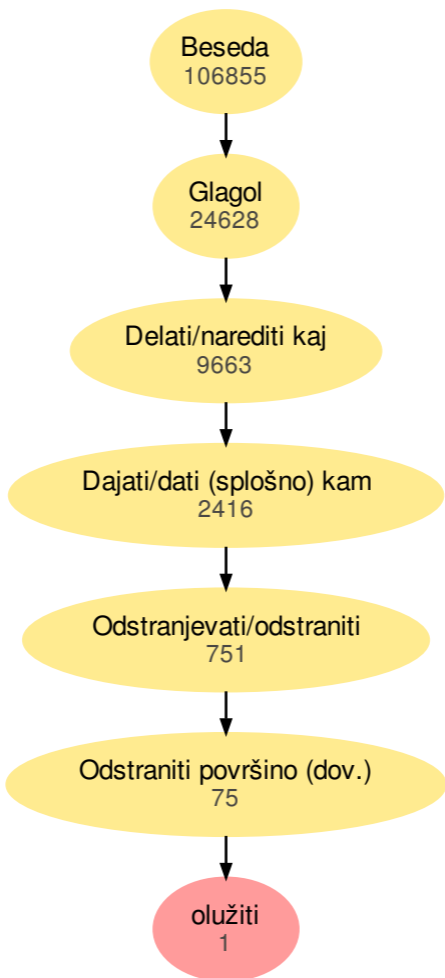 Beseda
106855
Glagol
24628
Delati/narediti kaj
9663
Dajati/dati (splošno) kam
2416
Odstranjevati/odstraniti
751
Odstraniti površino (dov.)
75
olužiti
1